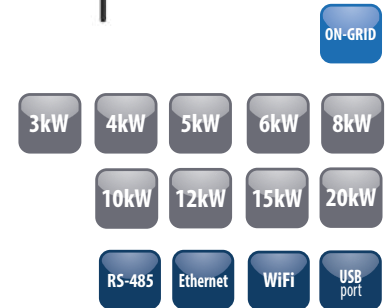 ON-GRID
3kW 4kW 5kW 6kW 8kW
10kW 12kW 15kW 20kW
RS-485 Ethernet WiFi USB
port